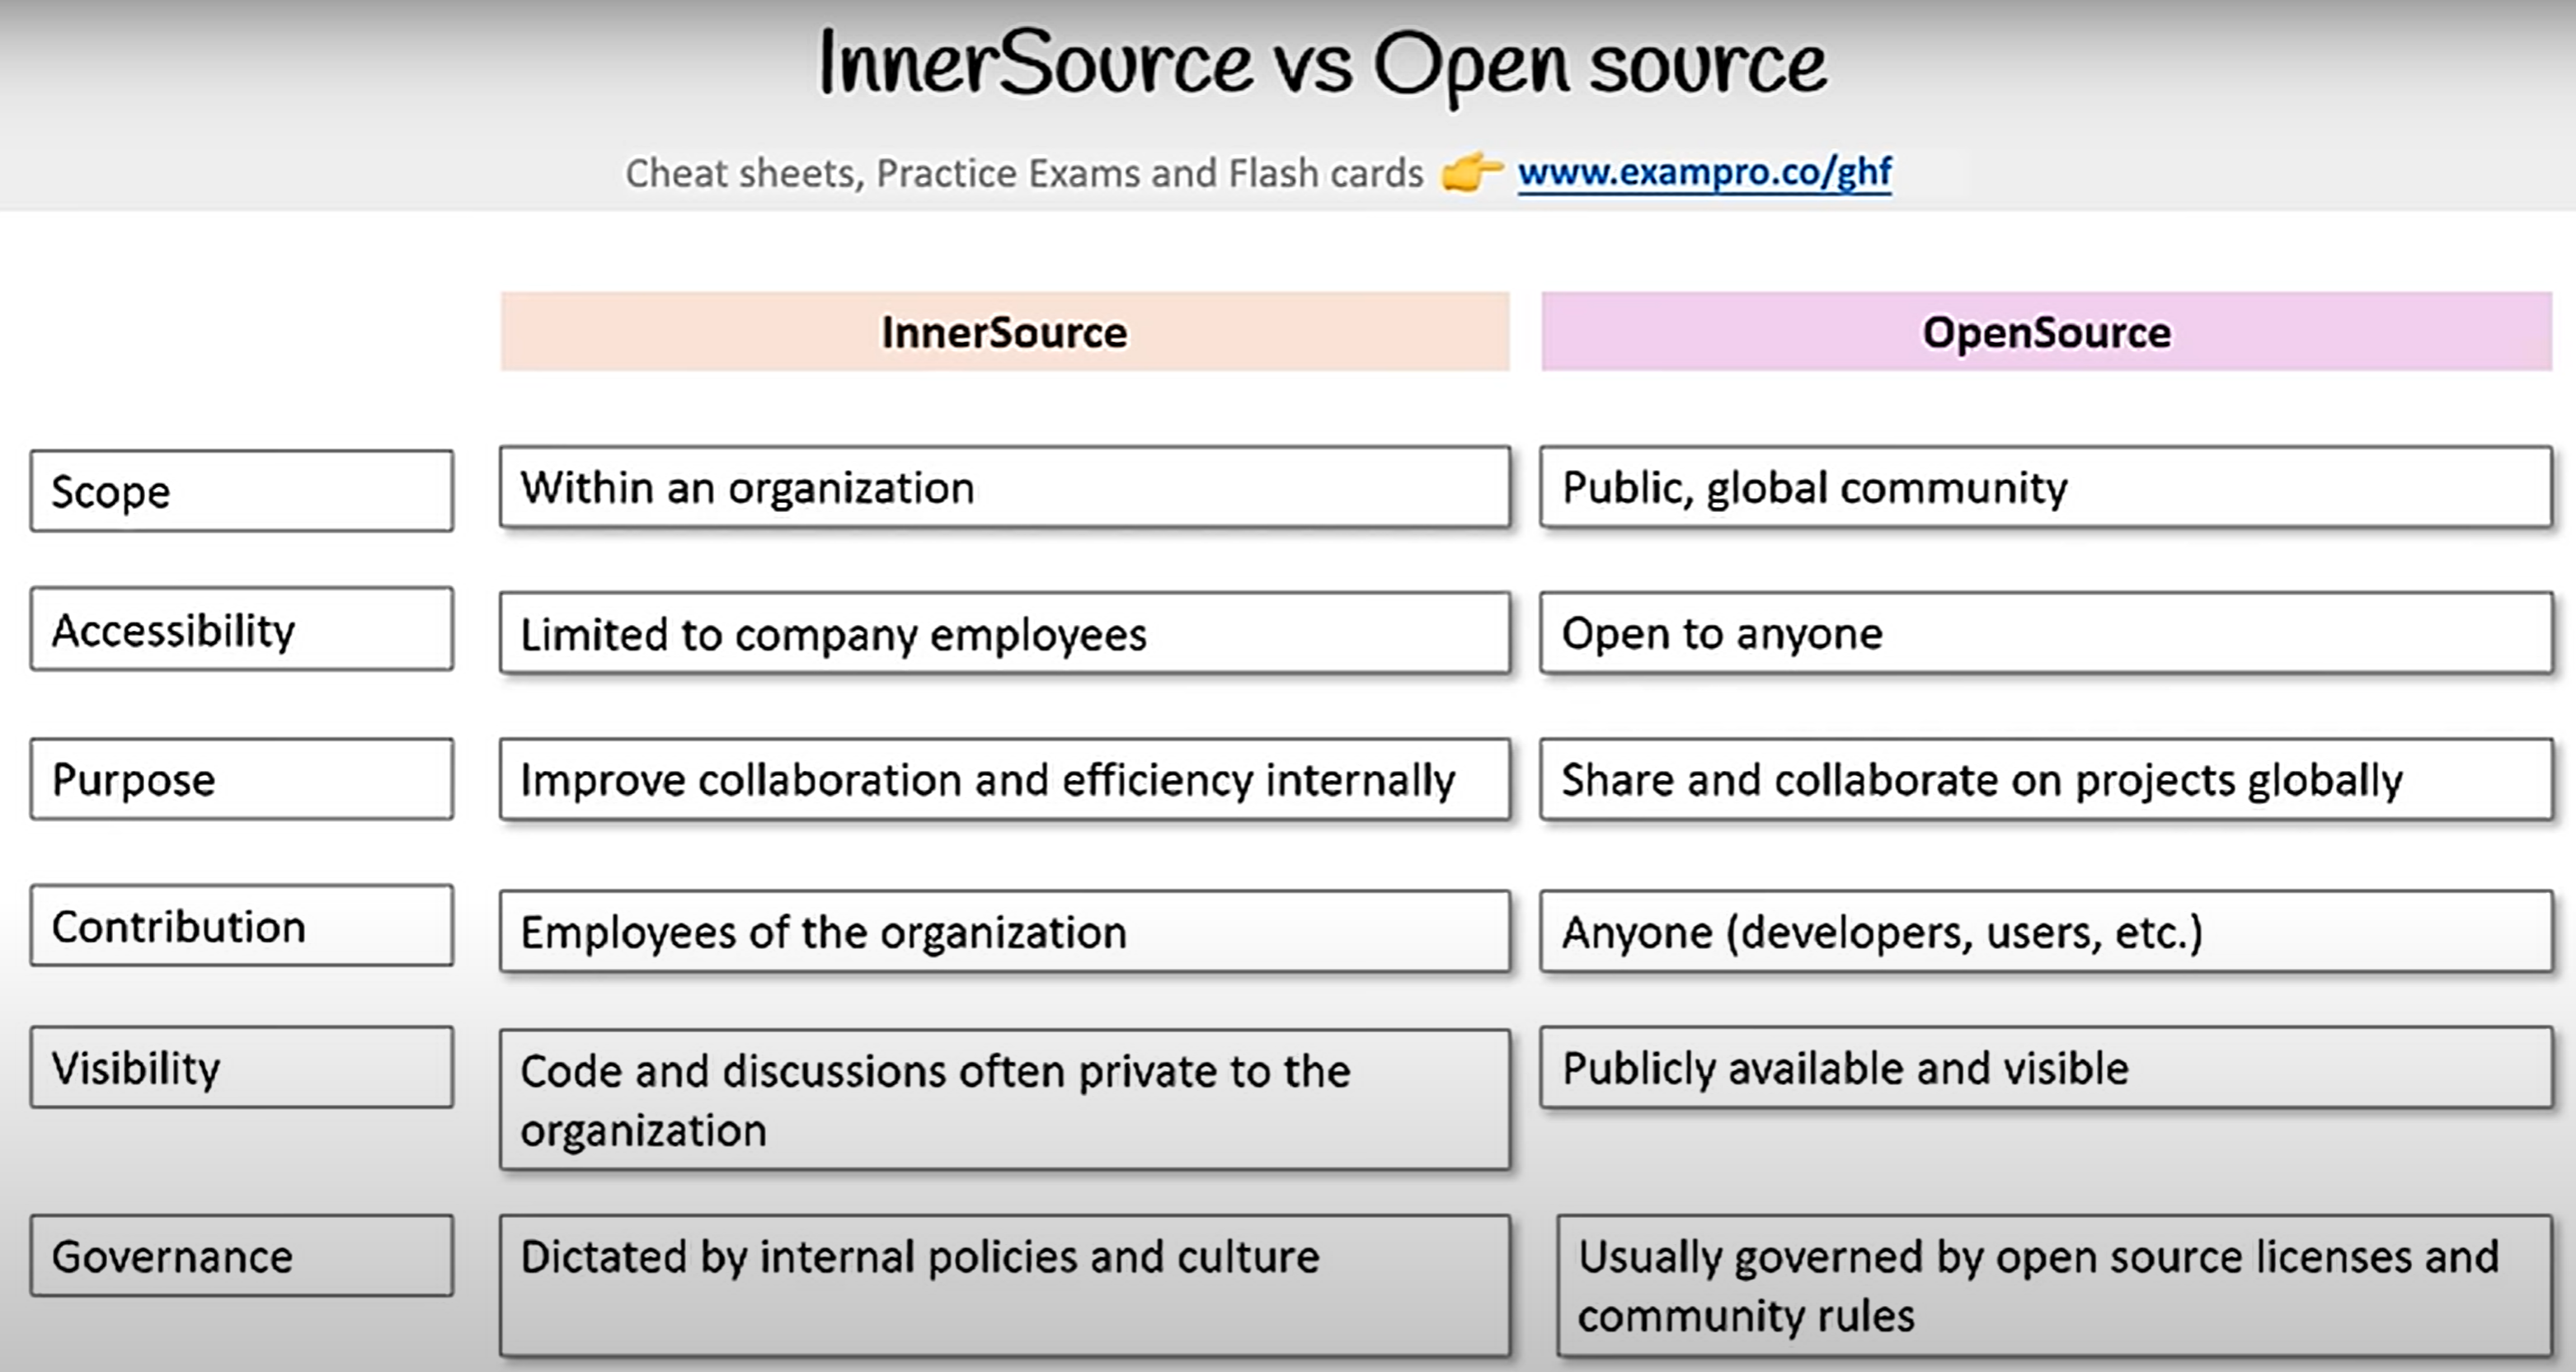 InnerSource vs Open source
Cheat sheets, Practice Exams and Flash cards 👉 www.exampro.co/ghf
InnerSource
OpenSource
Scope
Within an organization
Public, global community
Accessibility
Limited to company employees
Open to anyone
Purpose
Improve collaboration and efficiency internally
Share and collaborate on projects globally
Contribution
Employees of the organization
Anyone (developers, users, etc.)
Visibility
Code and discussions often private to the
organization
Publicly available and visible
Governance
Dictated by internal policies and culture
Usually governed by open source licenses and
community rules